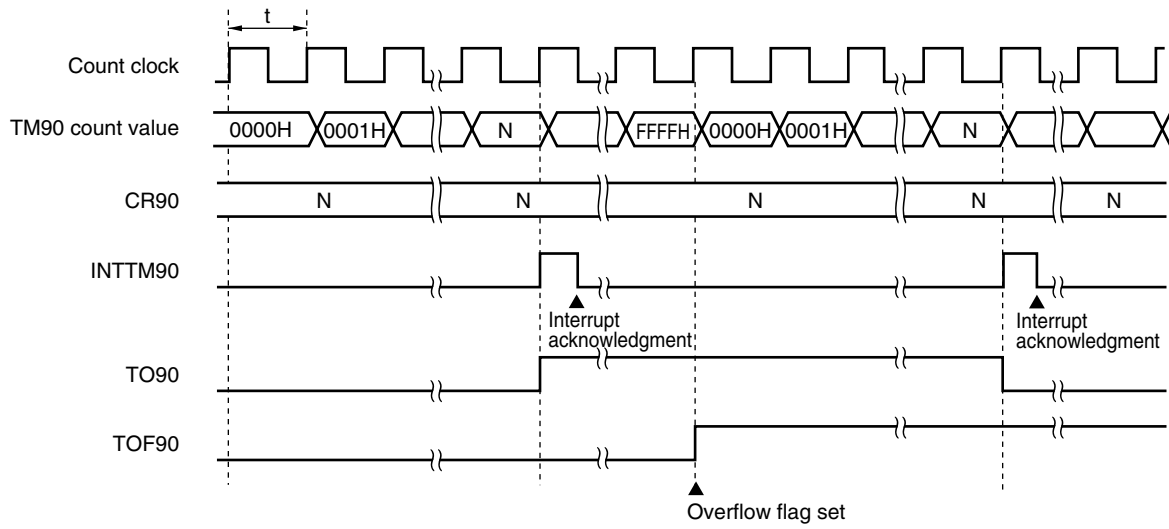 t
Count clock
TM90 count value
0000H 0001H N FFFFH 0000H 0001H N
CR90
N N N N N
INTTM90
Interrupt
acknowledgment
Interrupt
acknowledgment
TO90
TOF90
Overflow flag set